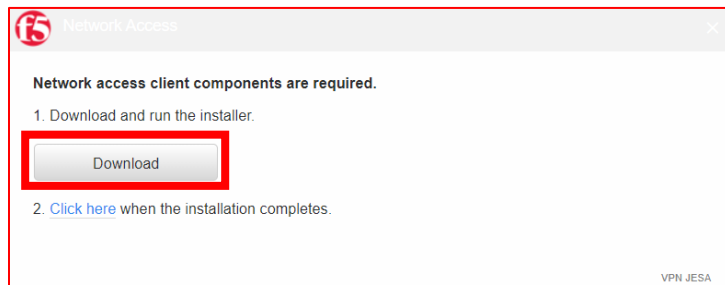 f5 Network Access
Network access client components are required.
1. Download and run the installer.
Download
2. Click here when the installation completes.
VPN JESA